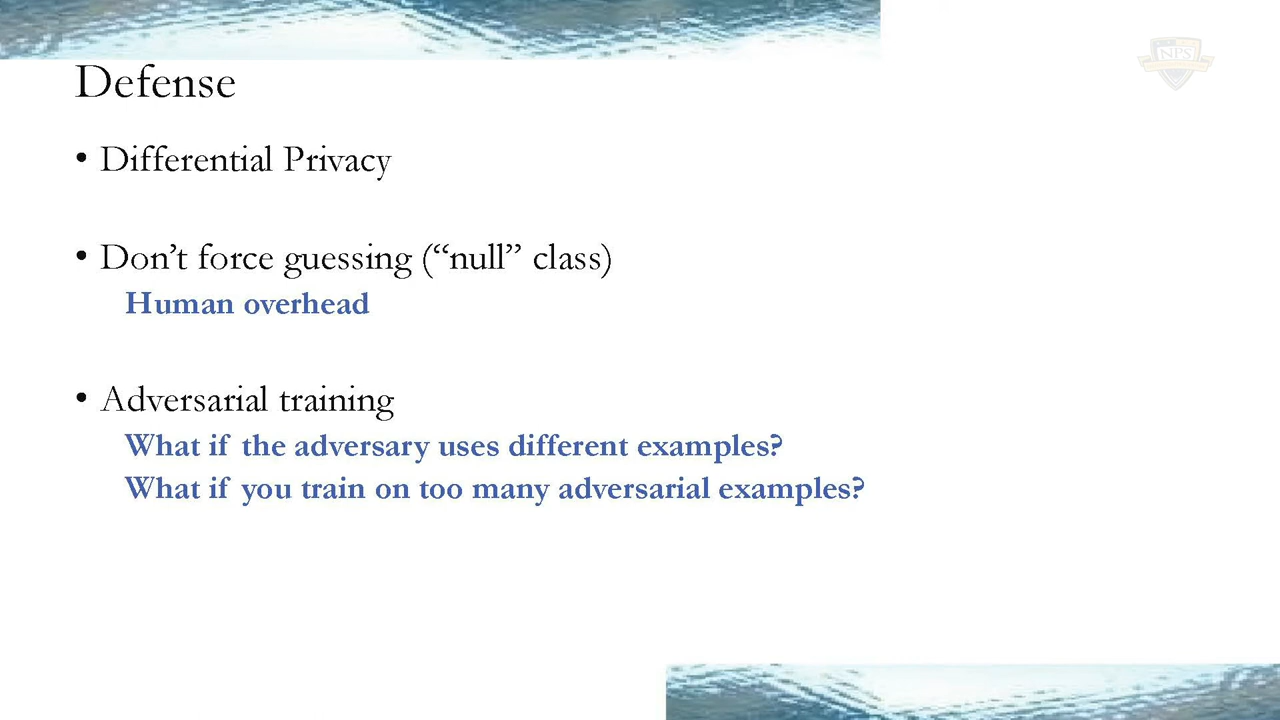 NPS
Defense
• Differential Privacy
• Don’t force guessing (“null” class)
Human overhead
• Adversarial training
What if the adversary uses different examples?
What if you train on too many adversarial examples?